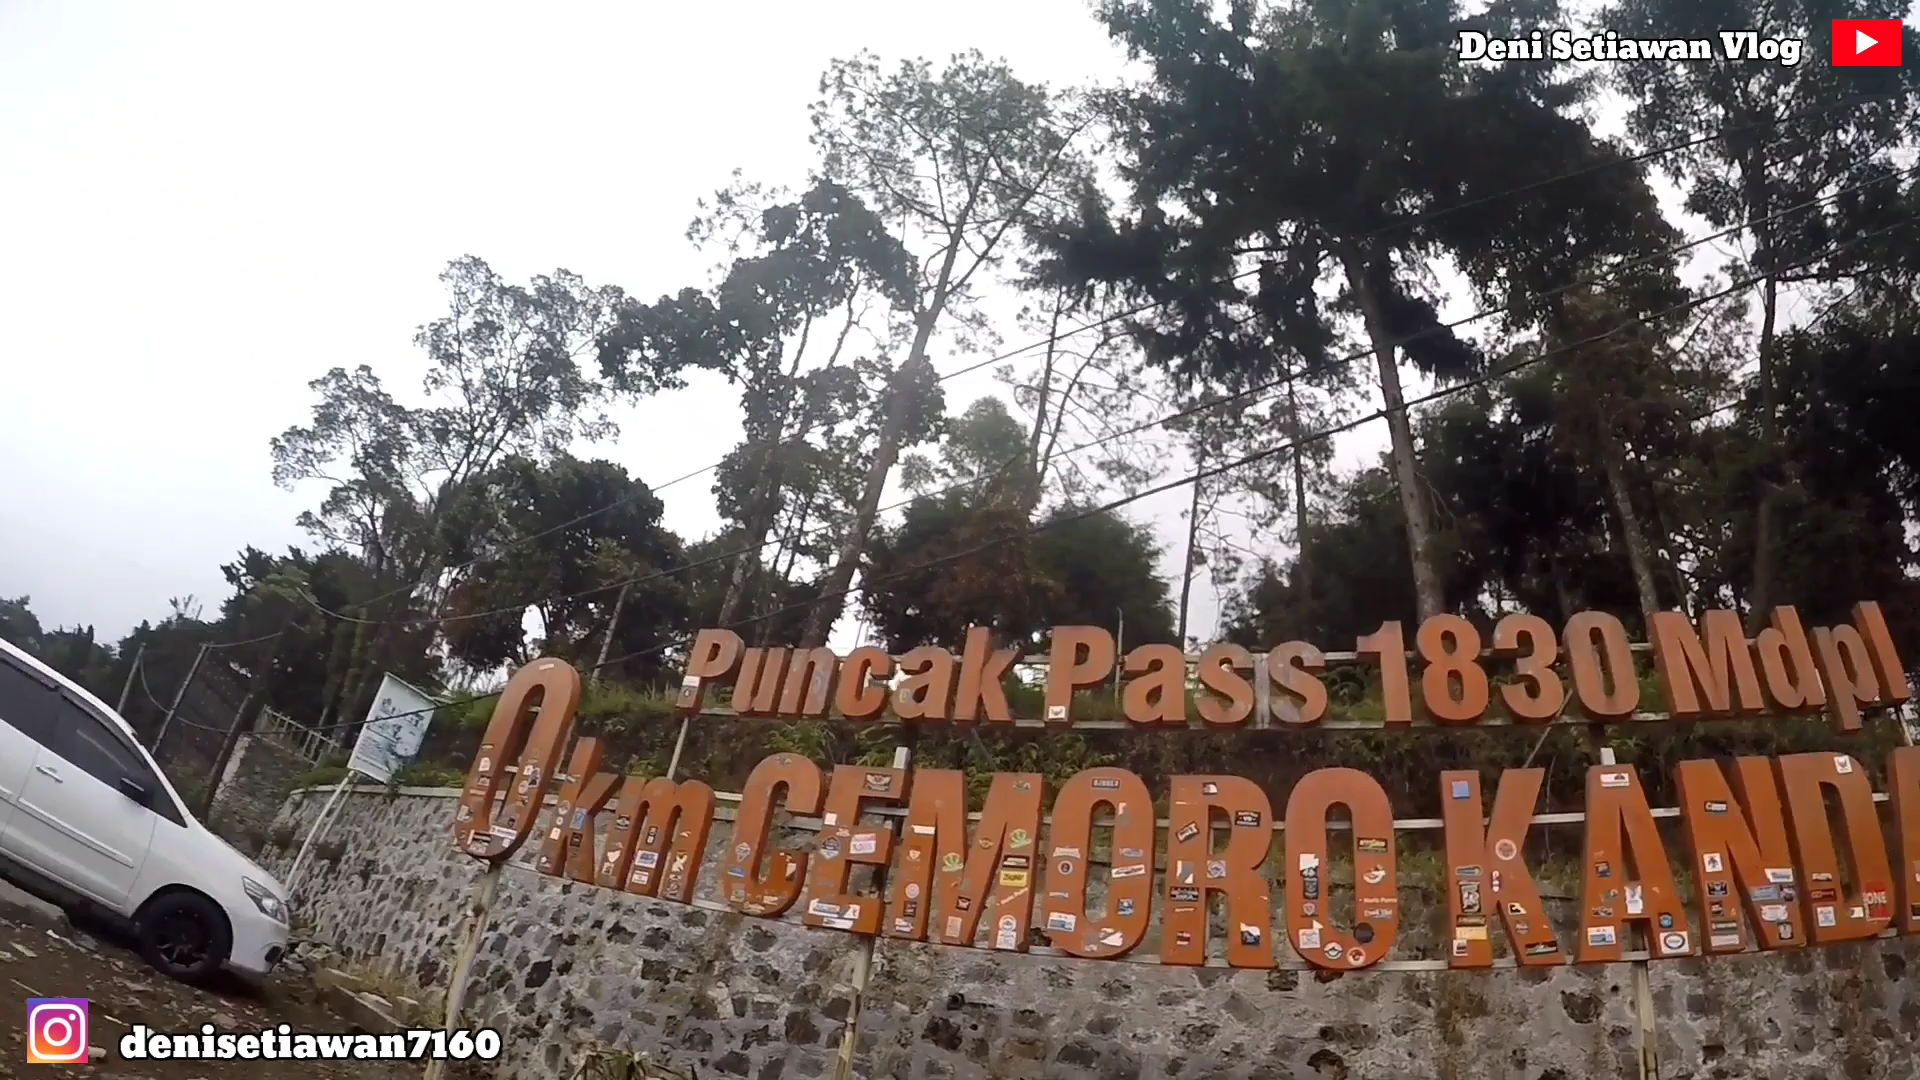 Deni Setiawan Vlog
Puncak Pass 1830 Mdpl
0 km CEMORO KAND
denisetiawan7160